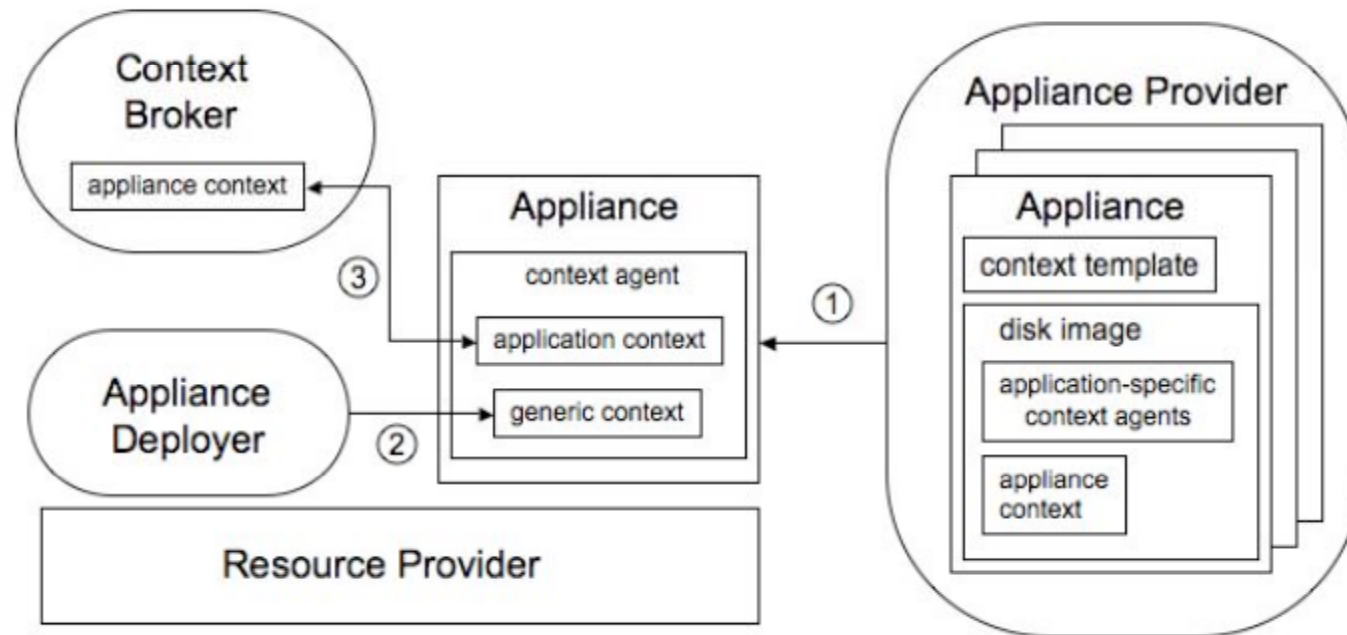 Context
Broker
appliance context
③
Appliance
Deployer
②
Appliance
context agent
application context
generic context
①
Resource Provider
Appliance Provider
Appliance
context template
disk image
application-specific
context agents
appliance
context